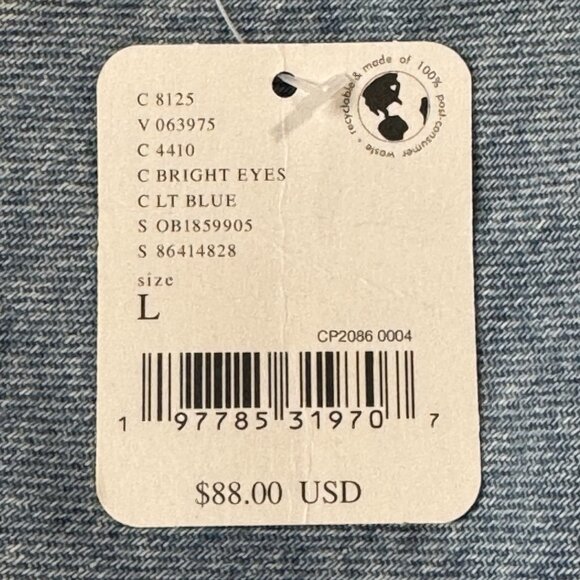 recyclable & made of 100% post-consumer waste •
C 8125
V 063975
C 4410
C BRIGHT EYES
C LT BLUE
S OB1859905
S 86414828
size
L
CP2086 0004
1 97785 31970 7
$88.00 USD